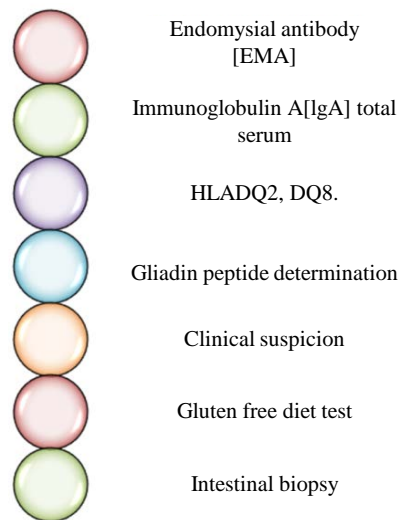 Endomysial antibody
[EMA]
Immunoglobulin A[lgA] total
serum
HLADQ2, DQ8.
Gliadin peptide determination
Clinical suspicion
Gluten free diet test
Intestinal biopsy